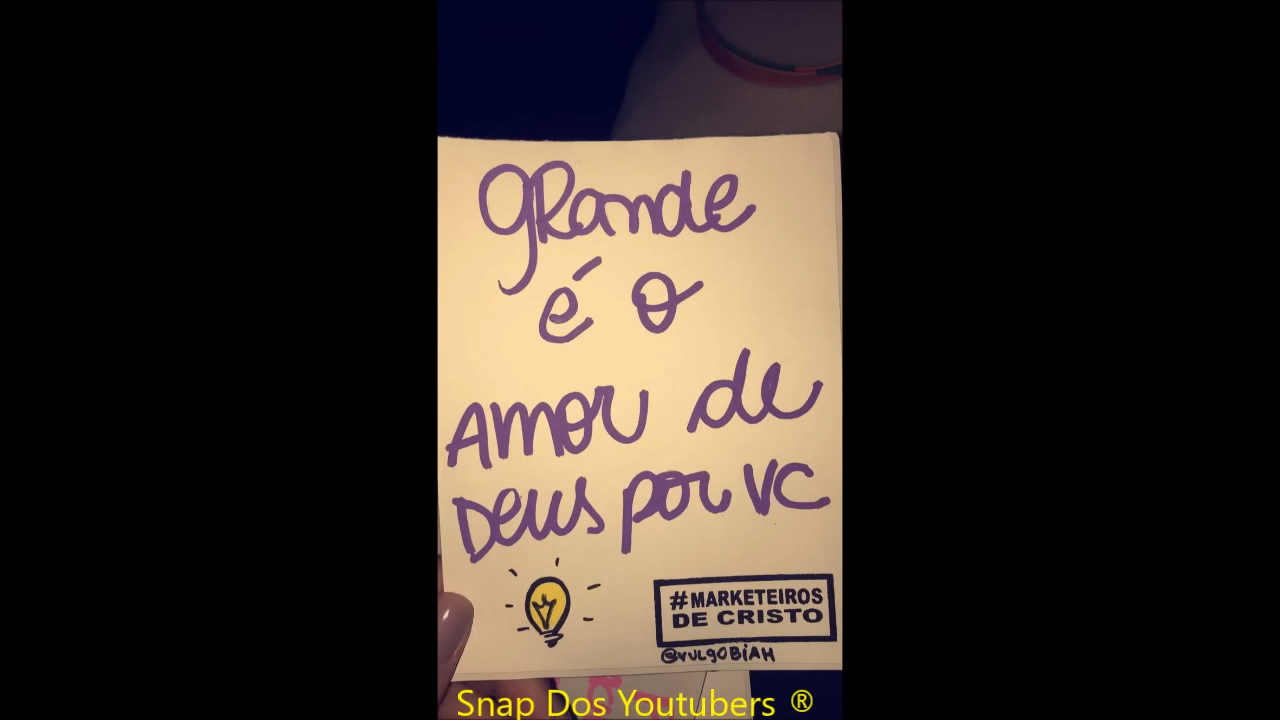 Grande
é o
Amor de
Deus por vc
#MARKETEIROS
DE CRISTO
@vulgobiah
Snap Dos Youtubers ®